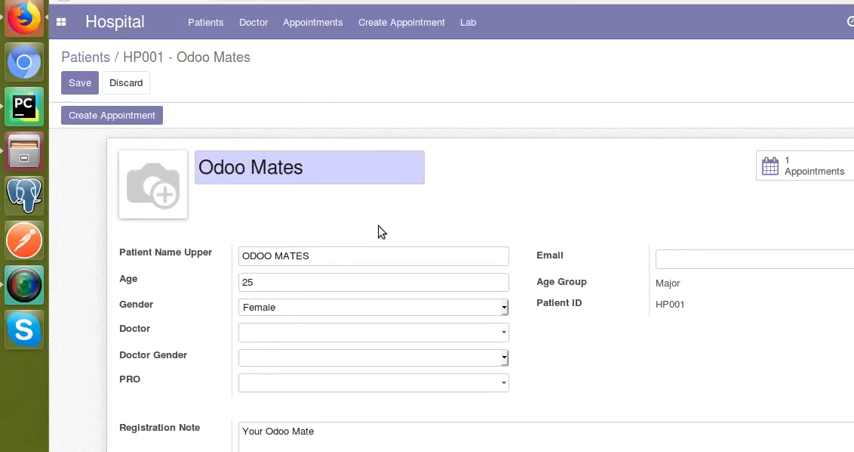 Hospital Patients Doctor Appointments Create Appointment Lab
Patients / HP001 - Odoo Mates
Save Discard
Create Appointment
Odoo Mates
1
Appointments
Patient Name Upper ODOO MATES
Email
Age 25
Age Group Major
Gender Female
Patient ID HP001
Doctor
Doctor Gender
PRO
Registration Note Your Odoo Mate
PC
S